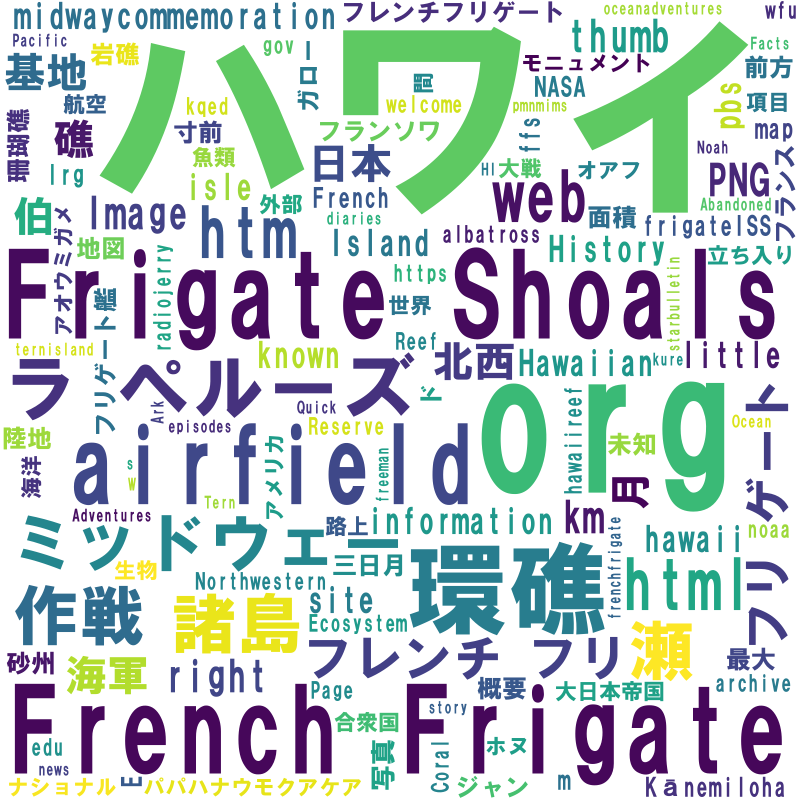 midwaycommemoration
フレンチフリゲート
oceanadventures
wfu
Pacific
岩礁
gov
ガロー
間
thumb
モニュメント
Facts
基地
航空
NASA
前方
ハワイ
kqed
welcome
pmnmims
pbs
項目
珊瑚礁
礁
寸前
フランソワ
ffs
map
lrg
魚類
日本
HI
大戦
オアフ
Noah
PNG
フランス
isle
French
web
面積
Abandoned
伯
Image
外部
diaries
frigateISS
アオウミガメ
地図
htm
Island
albatross
History
立ち入り
radiojerry
https
starbulletin
Frigate Shoals
フリゲート艦
世界
ternisland
known
Reef
北西
Hawaiian
kure
little
ラ ペルーズ
ド
org
Ark
Quick
episodes
Reserve
hawaiireef
Ocean
ゲート
陸地
airfield
未知
海洋
s
w
アメリカ
freeman
月
Tern
Adventures
ミッドウェー
路上
information
km
noaa
生物
三日月
環礁
frenchfrigate
hawaii
フリ
Northwestern
作戦
諸島
site
html
Ecosystem
砂州
海軍
right
フレンチ フリ
瀬
最大
Page
概要
大日本帝国
archive
French Frigate
story
合衆国
edu
写真
Coral
ホヌ
news
ナショナル
E
パパハナウモクアケア
ジャン
m
Kānemiloha